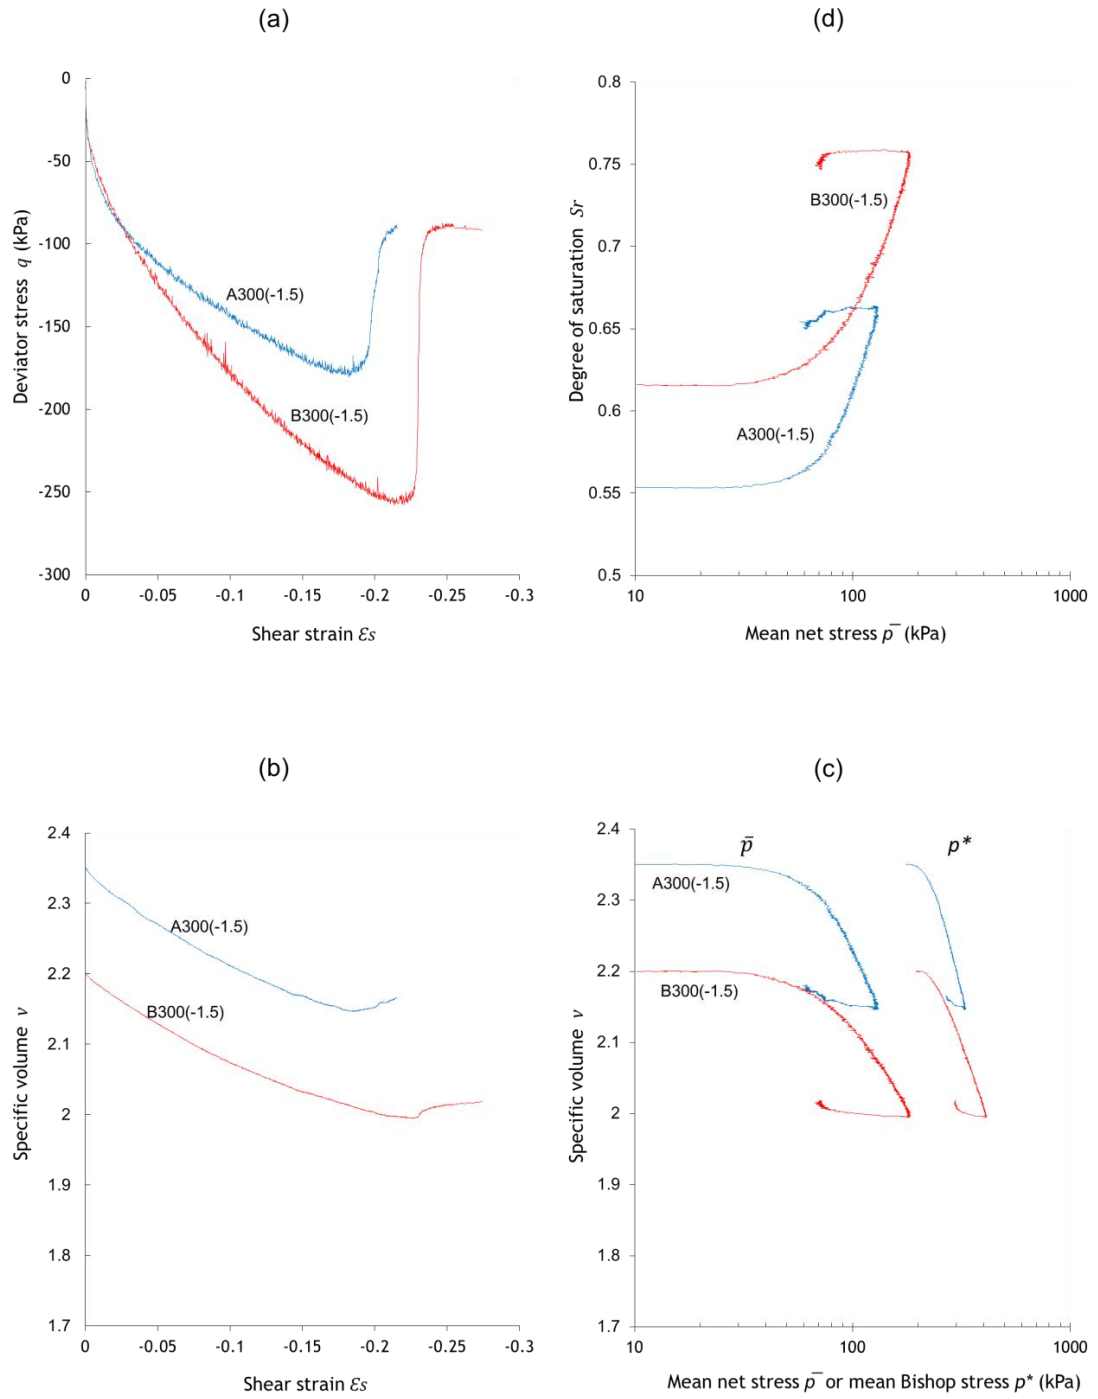 (a)
0
-50
-100
-150
-200
-250
-300
Deviator stress q (kPa)
A300(-1.5)
B300(-1.5)
0 -0.05 -0.1 -0.15 -0.2 -0.25 -0.3
Shear strain Ɛs
(d)
0.8
0.75
0.7
0.65
0.6
0.55
0.5
Degree of saturation Sr
B300(-1.5)
A300(-1.5)
10 100 1000
Mean net stress p̅ (kPa)
(b)
2.4
2.3
2.2
2.1
2
1.9
1.8
1.7
Specific volume v
A300(-1.5)
B300(-1.5)
0 -0.05 -0.1 -0.15 -0.2 -0.25 -0.3
Shear strain Ɛs
(c)
2.4
2.3
2.2
2.1
2
1.9
1.8
1.7
Specific volume v
p̅ p*
A300(-1.5)
B300(-1.5)
10 100 1000
Mean net stress p̅ or mean Bishop stress p* (kPa)